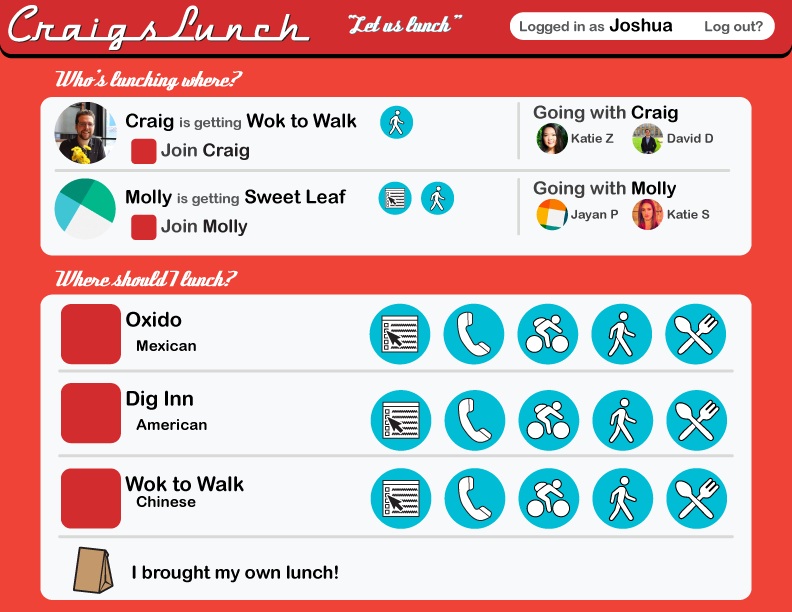 CraigsLunch
"Let us lunch"
Logged in as Joshua Log out?
Who's lunching where?
Craig is getting Wok to Walk
Join Craig
Going with Craig
Katie Z David D
Molly is getting Sweet Leaf
Join Molly
Going with Molly
Jayan P Katie S
Where should I lunch?
Oxido
Mexican
Dig Inn
American
Wok to Walk
Chinese
I brought my own lunch!